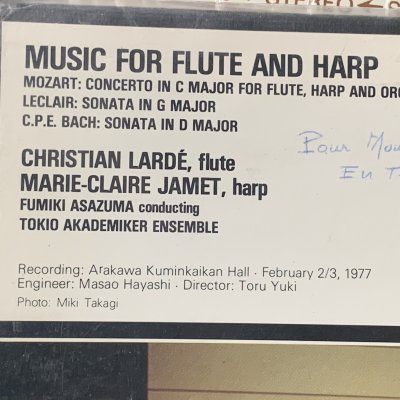 STEREO
MUSIC FOR FLUTE AND HARP
MOZART: CONCERTO IN C MAJOR FOR FLUTE, HARP AND
LECLAIR: SONATA IN G MAJOR
C.P.E. BACH: SONATA IN D MAJOR
Pour
En
CHRISTIAN LARDÉ, flute
MARIE-CLAIRE JAMET, harp
FUMIKI ASAZUMA conducting
TOKIO AKADEMIKER ENSEMBLE
Recording: Arakawa Kuminkaikan Hall · February 2/3, 1977
Engineer: Masao Hayashi · Director: Toru Yuki
Photo: Miki Takagi